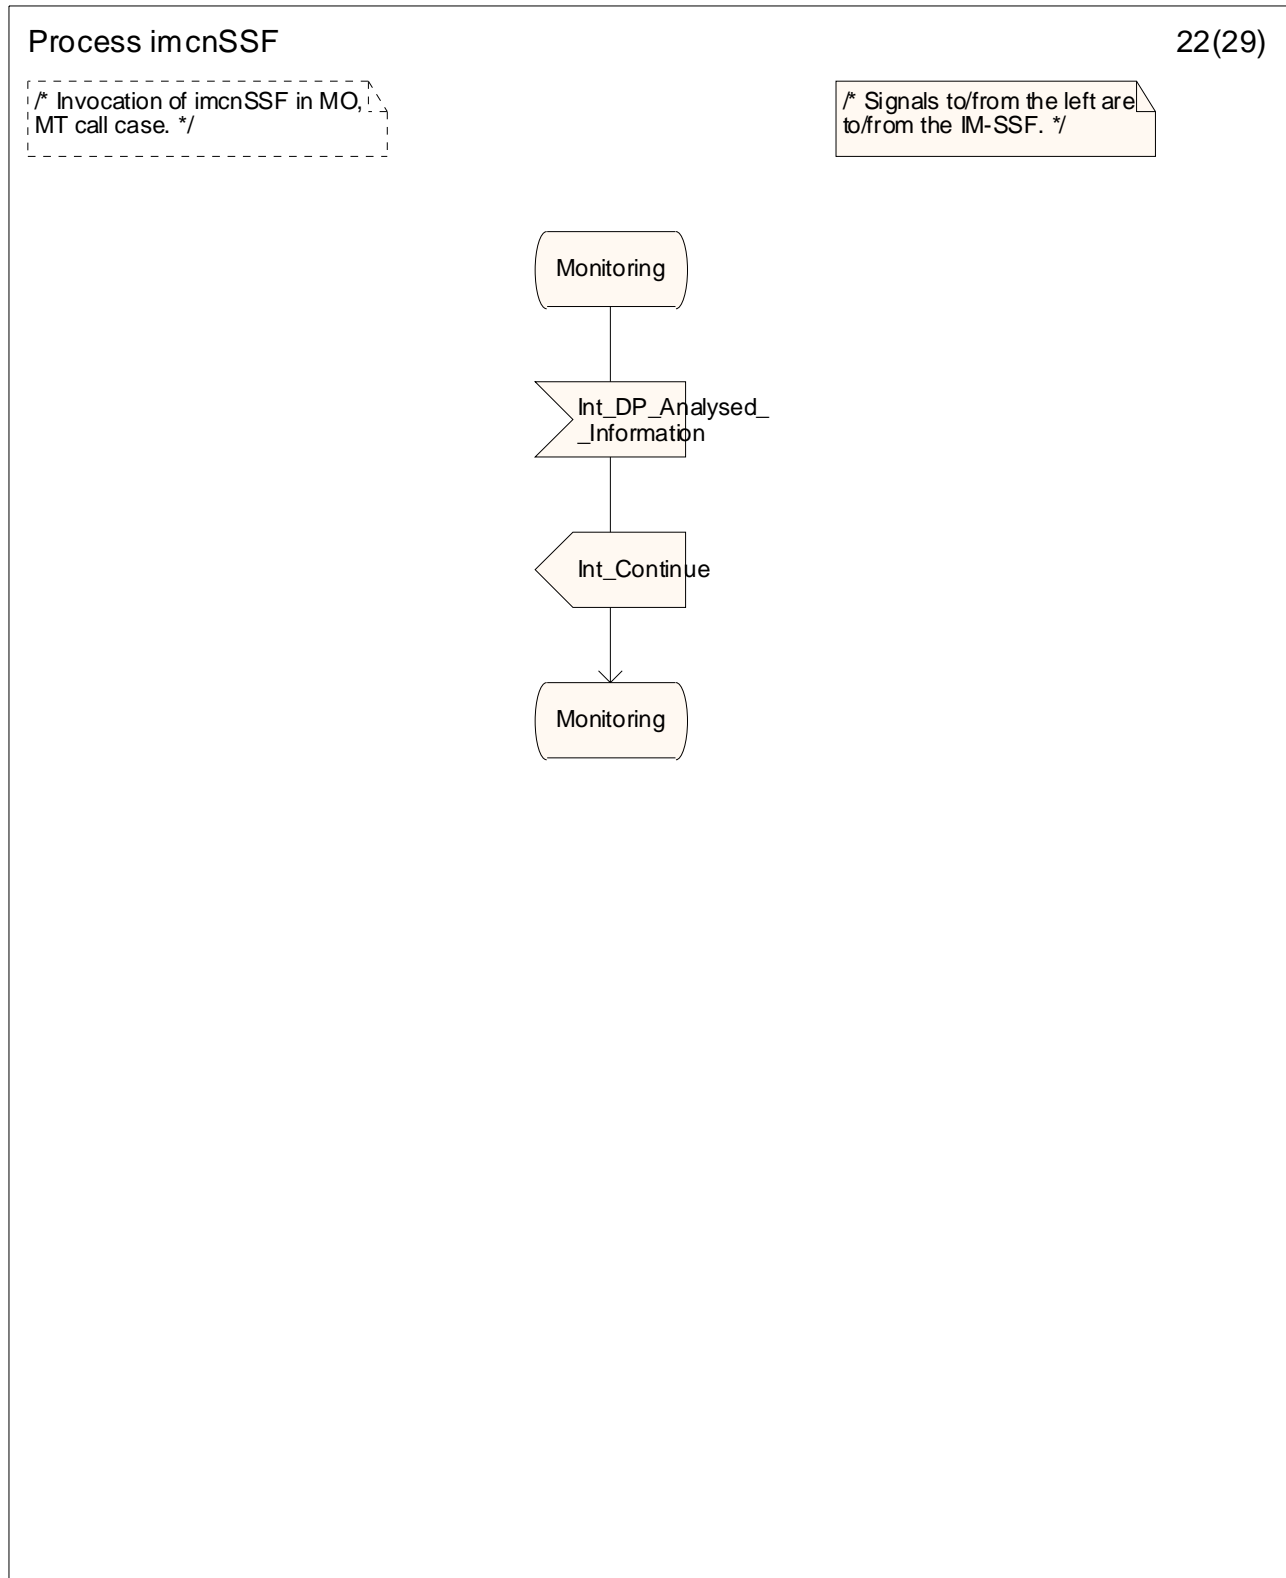 Process imcnSSF
22(29)
/* Invocation of imcnSSF in MO,
MT call case. */
/* Signals to/from the left are
to/from the IM-SSF. */
Monitoring
Int_DP_Analysed_
_Information
Int_Continue
Monitoring